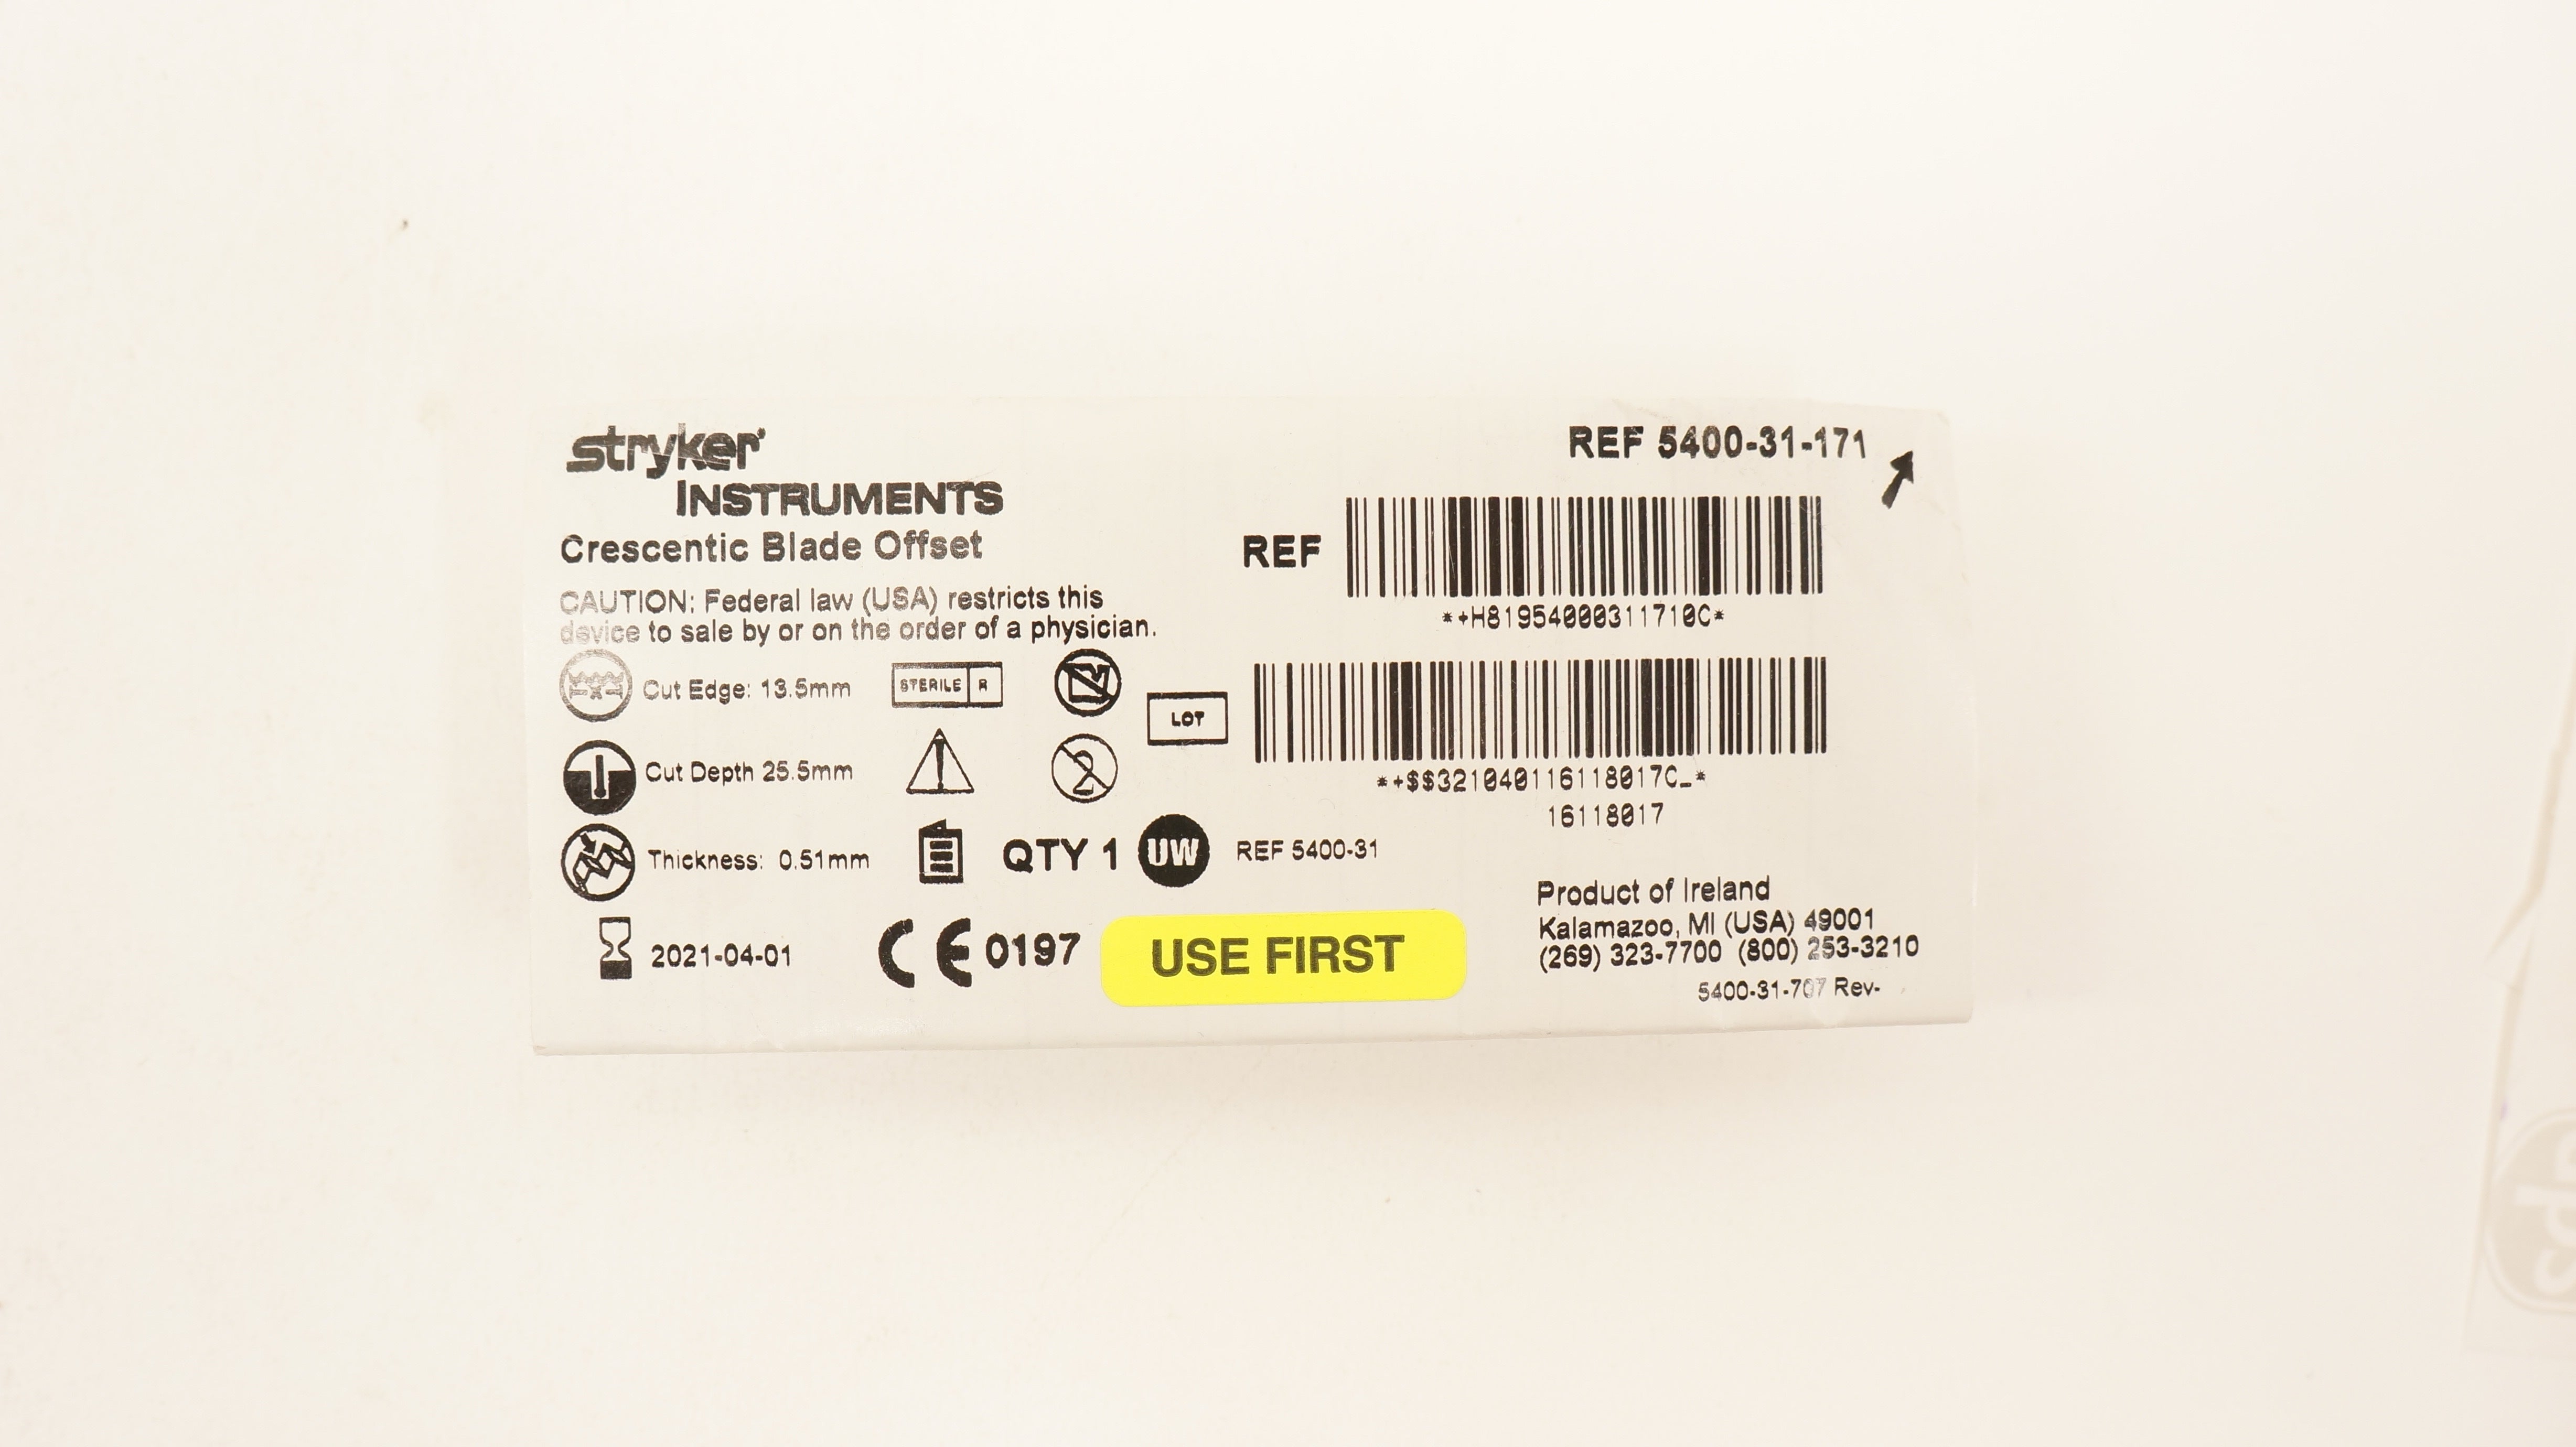 stryker
INSTRUMENTS
Crescentic Blade Offset
CAUTION: Federal law (USA) restricts this
device to sale by or on the order of a physician.
Cut Edge: 13.5mm
STERILE R
Cut Depth 25.5mm
2
Thickness: 0.51mm
QTY 1
UW
REF 5400-31
2021-04-01
CE 0197
USE FIRST
REF 5400-31-171
REF
*+H81954000311710C*
LOT
*+$$321040116118017C_*
16118017
Product of Ireland
Kalamazoo, MI (USA) 49001
(269) 323-7700 (800) 253-3210
5400-31-707 Rev-